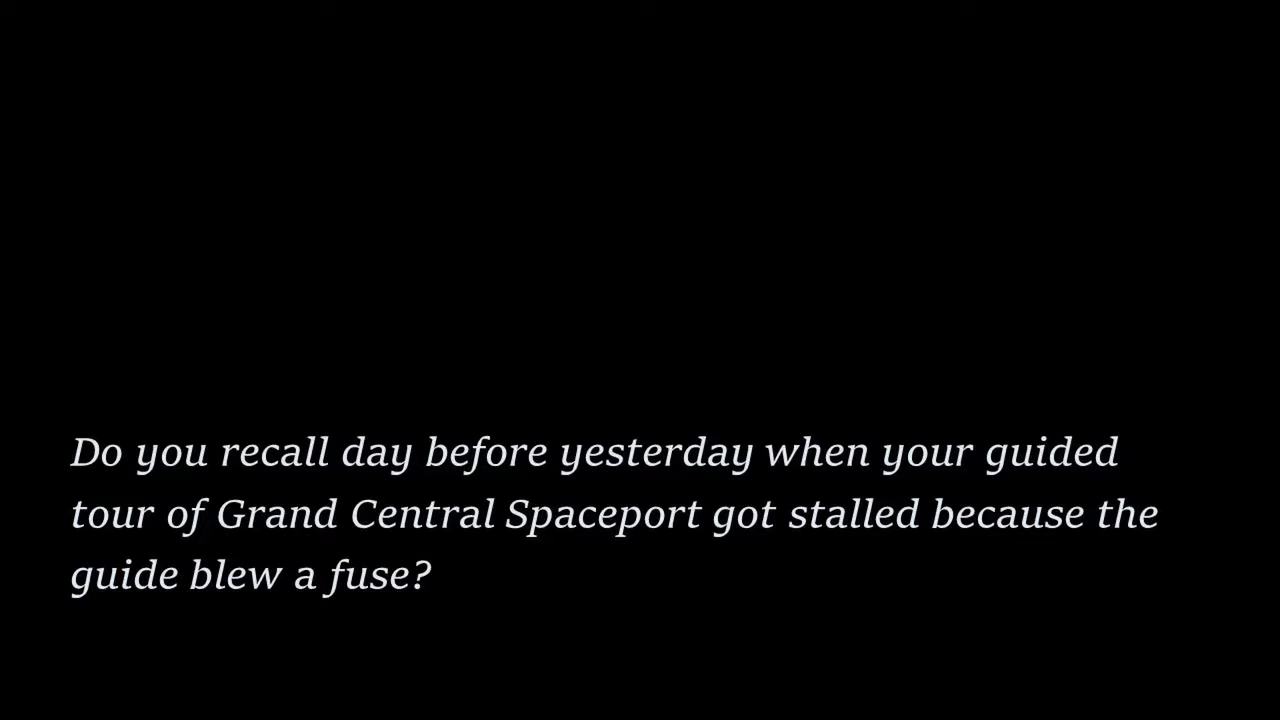 Do you recall day before yesterday when your guided
tour of Grand Central Spaceport got stalled because the
guide blew a fuse?